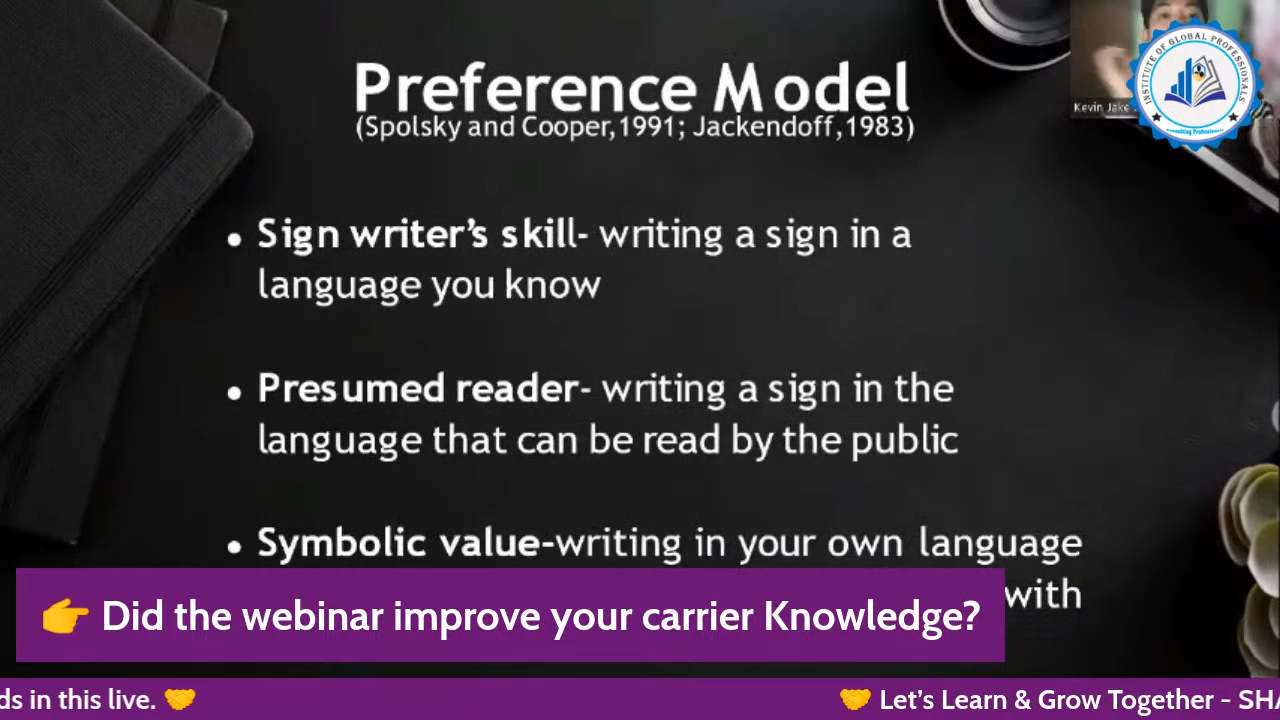 Preference Model
(Spolsky and Cooper,1991; Jackendoff,1983)
INSTITUTE OF GLOBAL PROFESSIONALS
Kevin Jake
Consulting Professionals
• Sign writer's skill- writing a sign in a
language you know
• Presumed reader- writing a sign in the
language that can be read by the public
• Symbolic value-writing in your own language
with
👉 Did the webinar improve your carrier Knowledge?
ds in this live. 🤝
🤝 Let's Learn & Grow Together - SHA